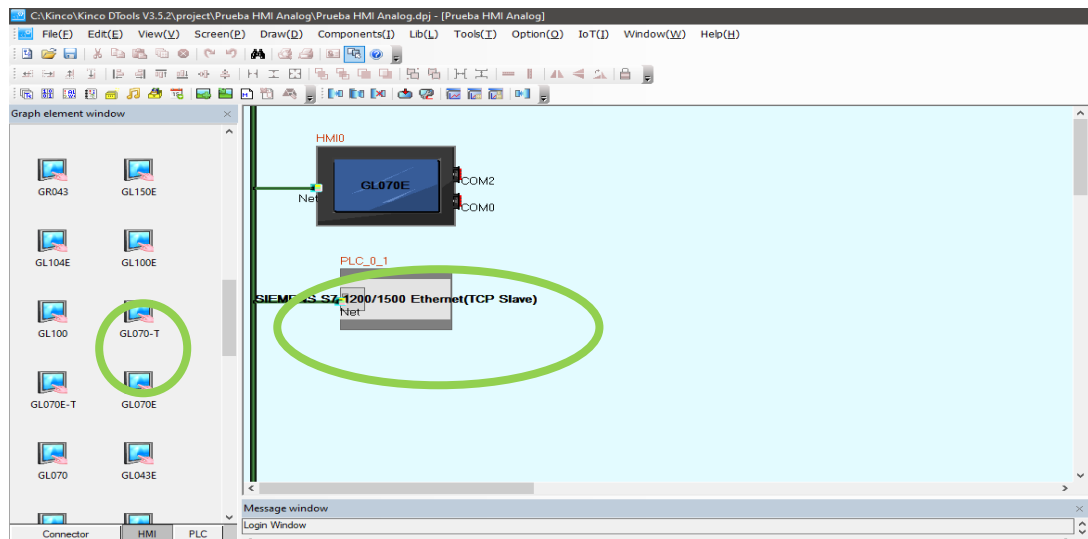 C:\Kinco\Kinco DTools V3.5.2\project\Prueba HMI Analog\Prueba HMI Analog.dpj - [Prueba HMI Analog]
File(F) Edit(E) View(V) Screen(P) Draw(D) Components(I) Lib(L) Tools(T) Option(O) IoT(J) Window(W) Help(H)
Graph element window
GR043 GL150E
GL104E GL100E
GL100 GL070-T
GL070E-T GL070E
GL070 GL043E
Connector HMI PLC
HMI0
GL070E
COM2
Net
COM0
PLC_0_1
SIEMENS S7-1200/1500 Ethernet(TCP Slave)
Net
Message window
Login Window